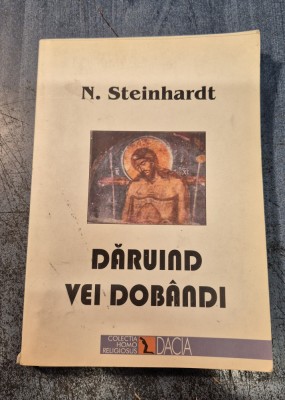 N. Steinhardt
DĂRUIND
VEI DOBÂNDI
COLECȚIA
HOMO
RELIGIOSUS
DACIA